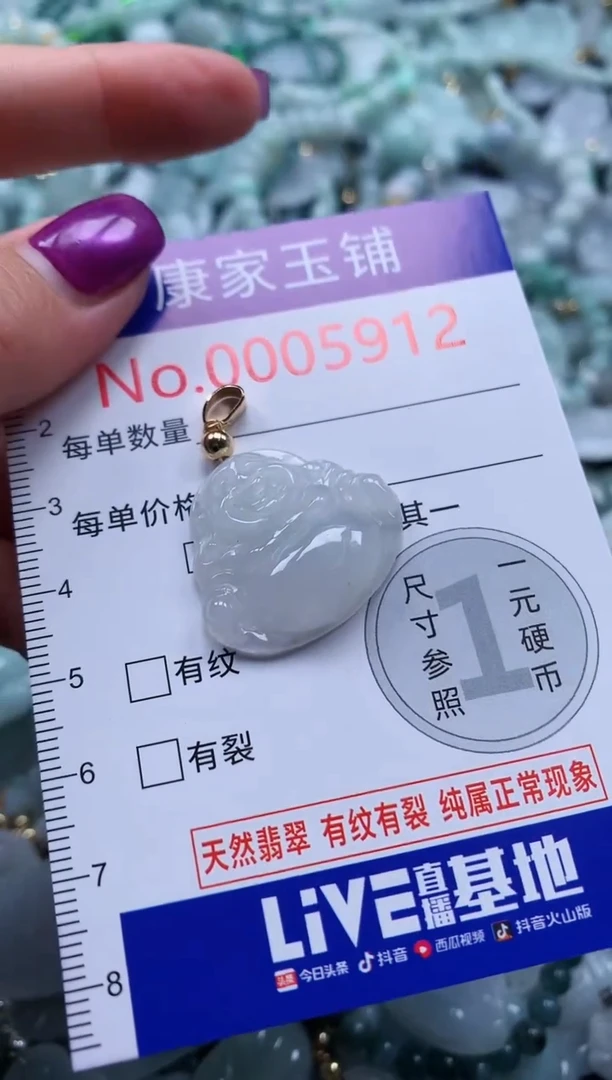 康家玉铺
No.0005912
2 每单数量
3 每单价格 其一
4
一元硬币
1
尺寸参照
5 □有纹
6 □有裂
天然翡翠 有纹有裂 纯属正常现象
7
LiVE直播基地
8
头条 今日头条 抖音 西瓜视频 抖音火山版